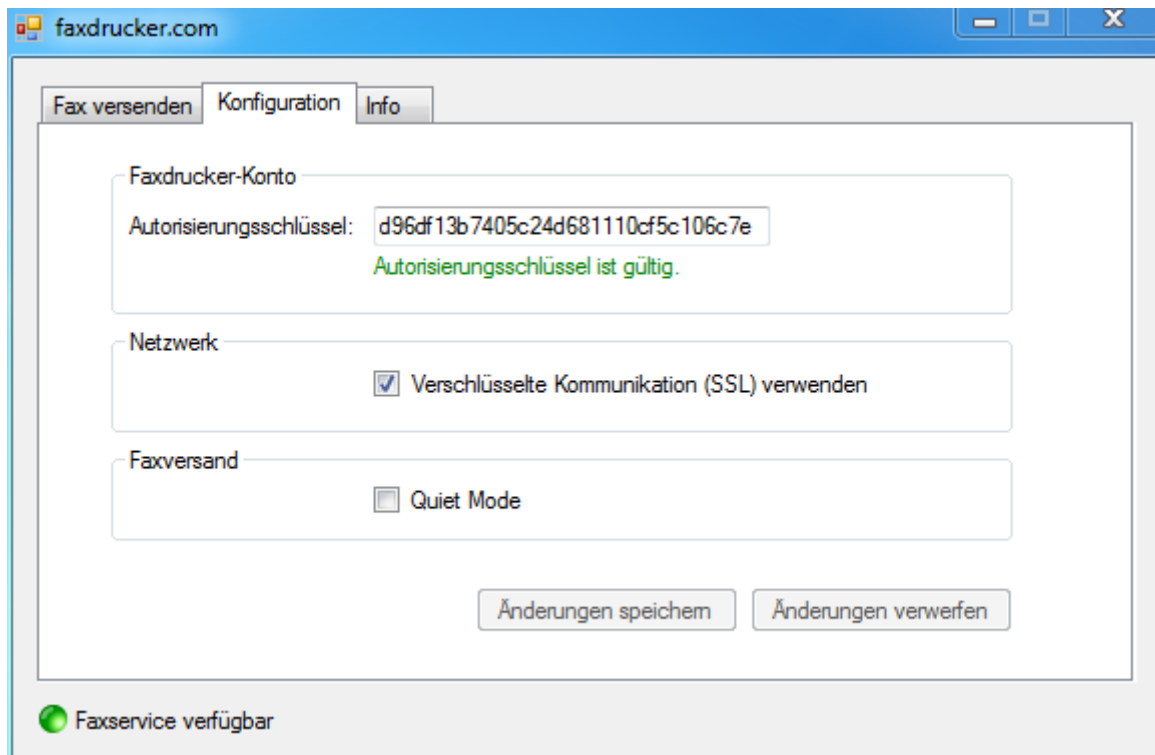 faxdrucker.com
Fax versenden Konfiguration Info
Faxdrucker-Konto
Autorisierungsschlüssel: d96df13b7405c24d681110cf5c106c7e
Autorisierungsschlüssel ist gültig.
Netzwerk
Verschlüsselte Kommunikation (SSL) verwenden
Faxversand
Quiet Mode
Änderungen speichern Änderungen verwerfen
Faxservice verfügbar